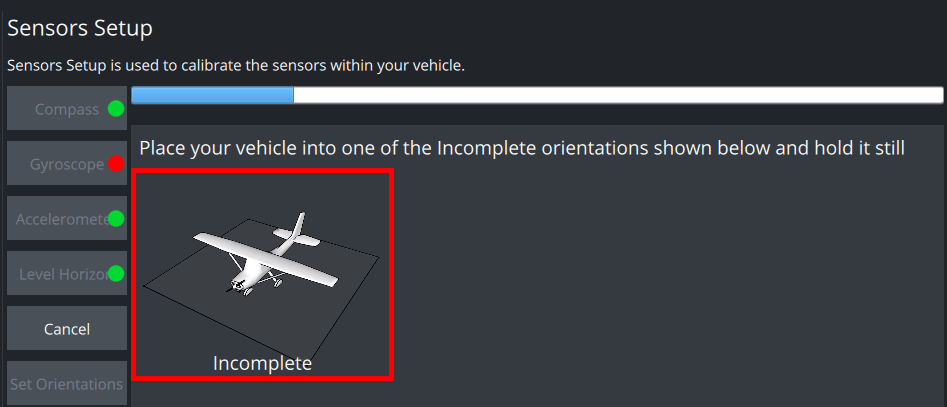 Sensors Setup
Sensors Setup is used to calibrate the sensors within your vehicle.
Compass
Gyroscope
Place your vehicle into one of the Incomplete orientations shown below and hold it still
Acceleromete
Level Horizo
Cancel
Incomplete
Set Orientations